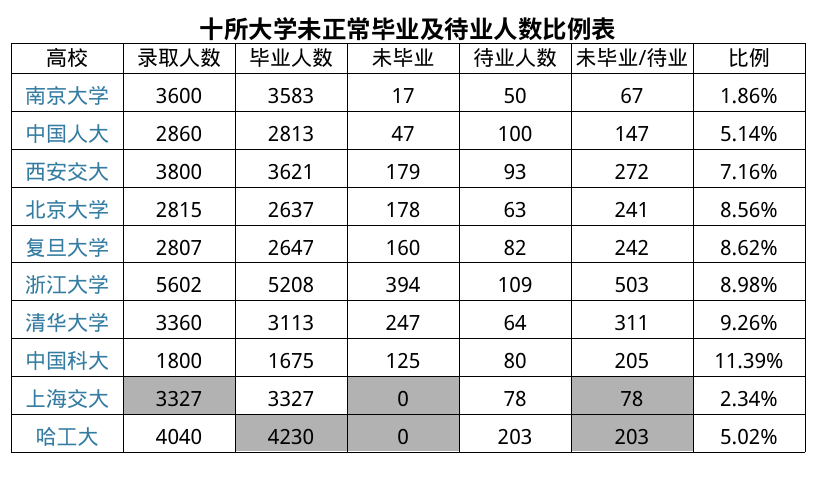 十所大学未正常毕业及待业人数比例表
高校 录取人数 毕业人数 未毕业 待业人数 未毕业/待业 比例
南京大学 3600 3583 17 50 67 1.86%
中国人大 2860 2813 47 100 147 5.14%
西安交大 3800 3621 179 93 272 7.16%
北京大学 2815 2637 178 63 241 8.56%
复旦大学 2807 2647 160 82 242 8.62%
浙江大学 5602 5208 394 109 503 8.98%
清华大学 3360 3113 247 64 311 9.26%
中国科大 1800 1675 125 80 205 11.39%
上海交大 3327 3327 0 78 78 2.34%
哈工大 4040 4230 0 203 203 5.02%